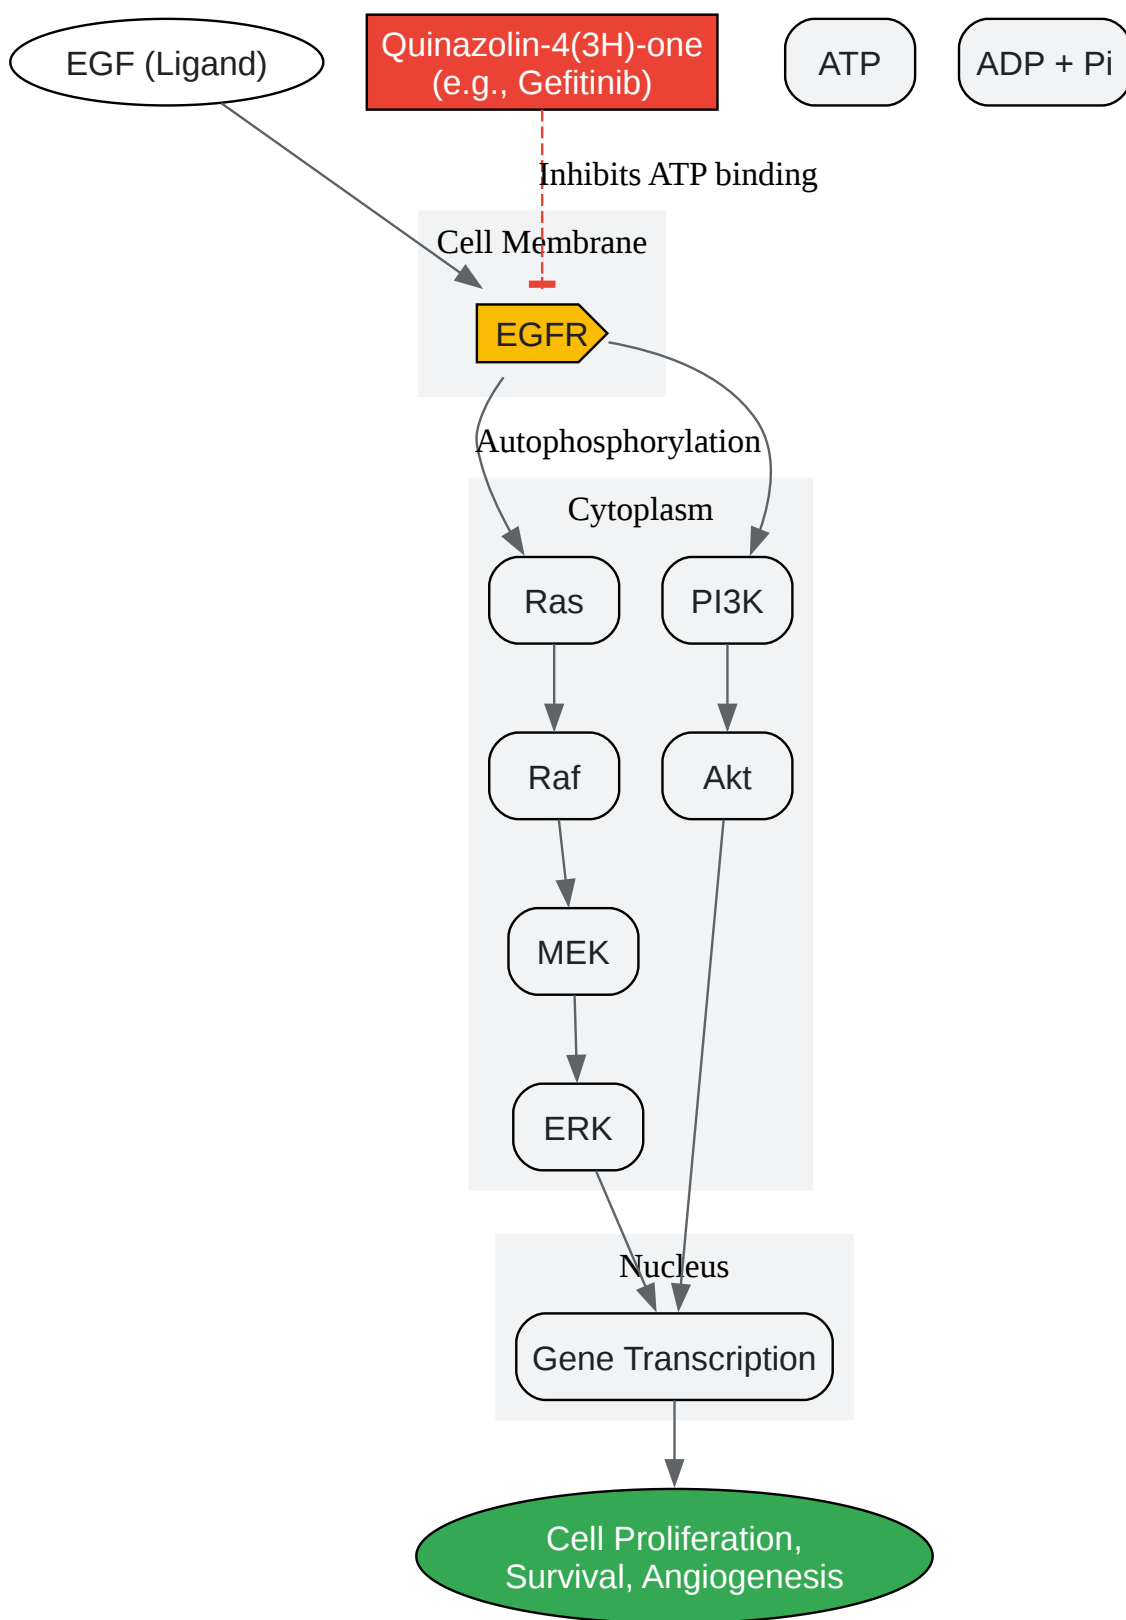 EGF (Ligand)
Quinazolin-4(3H)-one
(e.g., Gefitinib)
ATP
ADP + Pi
Inhibits ATP binding
Cell Membrane
EGFR
Autophosphorylation
Cytoplasm
Ras
PI3K
Raf
Akt
MEK
ERK
Nucleus
Gene Transcription
Cell Proliferation,
Survival, Angiogenesis